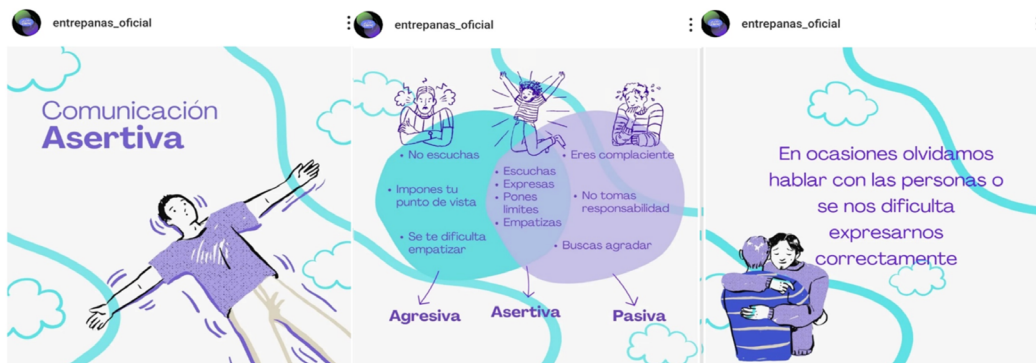 entrepanas_oficial
Comunicación
Asertiva
entrepanas_oficial
• No escuchas
• Impones tu
punto de vista
• Se te dificulta
empatizar
• Escuchas
• Expresas
• Pones
límites
• Empatizas
• Eres complaciente
• No tomas
responsabilidad
• Buscas agradar
Agresiva
Asertiva
Pasiva
entrepanas_oficial
En ocasiones olvidamos
hablar con las personas o
se nos dificulta
expresarnos
correctamente